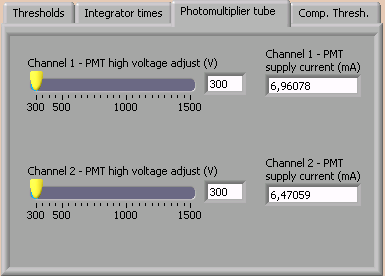 Thresholds Integrator times Photomultiplier tube Comp. Thresh.
Channel 1 - PMT high voltage adjust (V)
300
300 500 1000 1500
Channel 1 - PMT
supply current (mA)
6,96078
Channel 2 - PMT high voltage adjust (V)
300
300 500 1000 1500
Channel 2 - PMT
supply current (mA)
6,47059